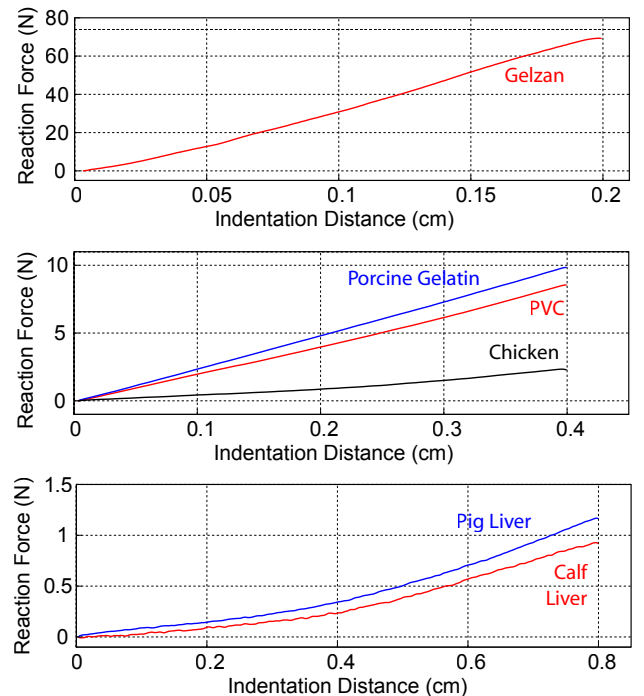 Reaction Force (N)
80
60
40
20
0
Gelzan
0 0.05 0.1 0.15 0.2
Indentation Distance (cm)
Reaction Force (N)
10
5
0
Porcine Gelatin
PVC
Chicken
0 0.1 0.2 0.3 0.4
Indentation Distance (cm)
Reaction Force (N)
1.5
1
0.5
0
Pig Liver
Calf
Liver
0 0.2 0.4 0.6 0.8
Indentation Distance (cm)